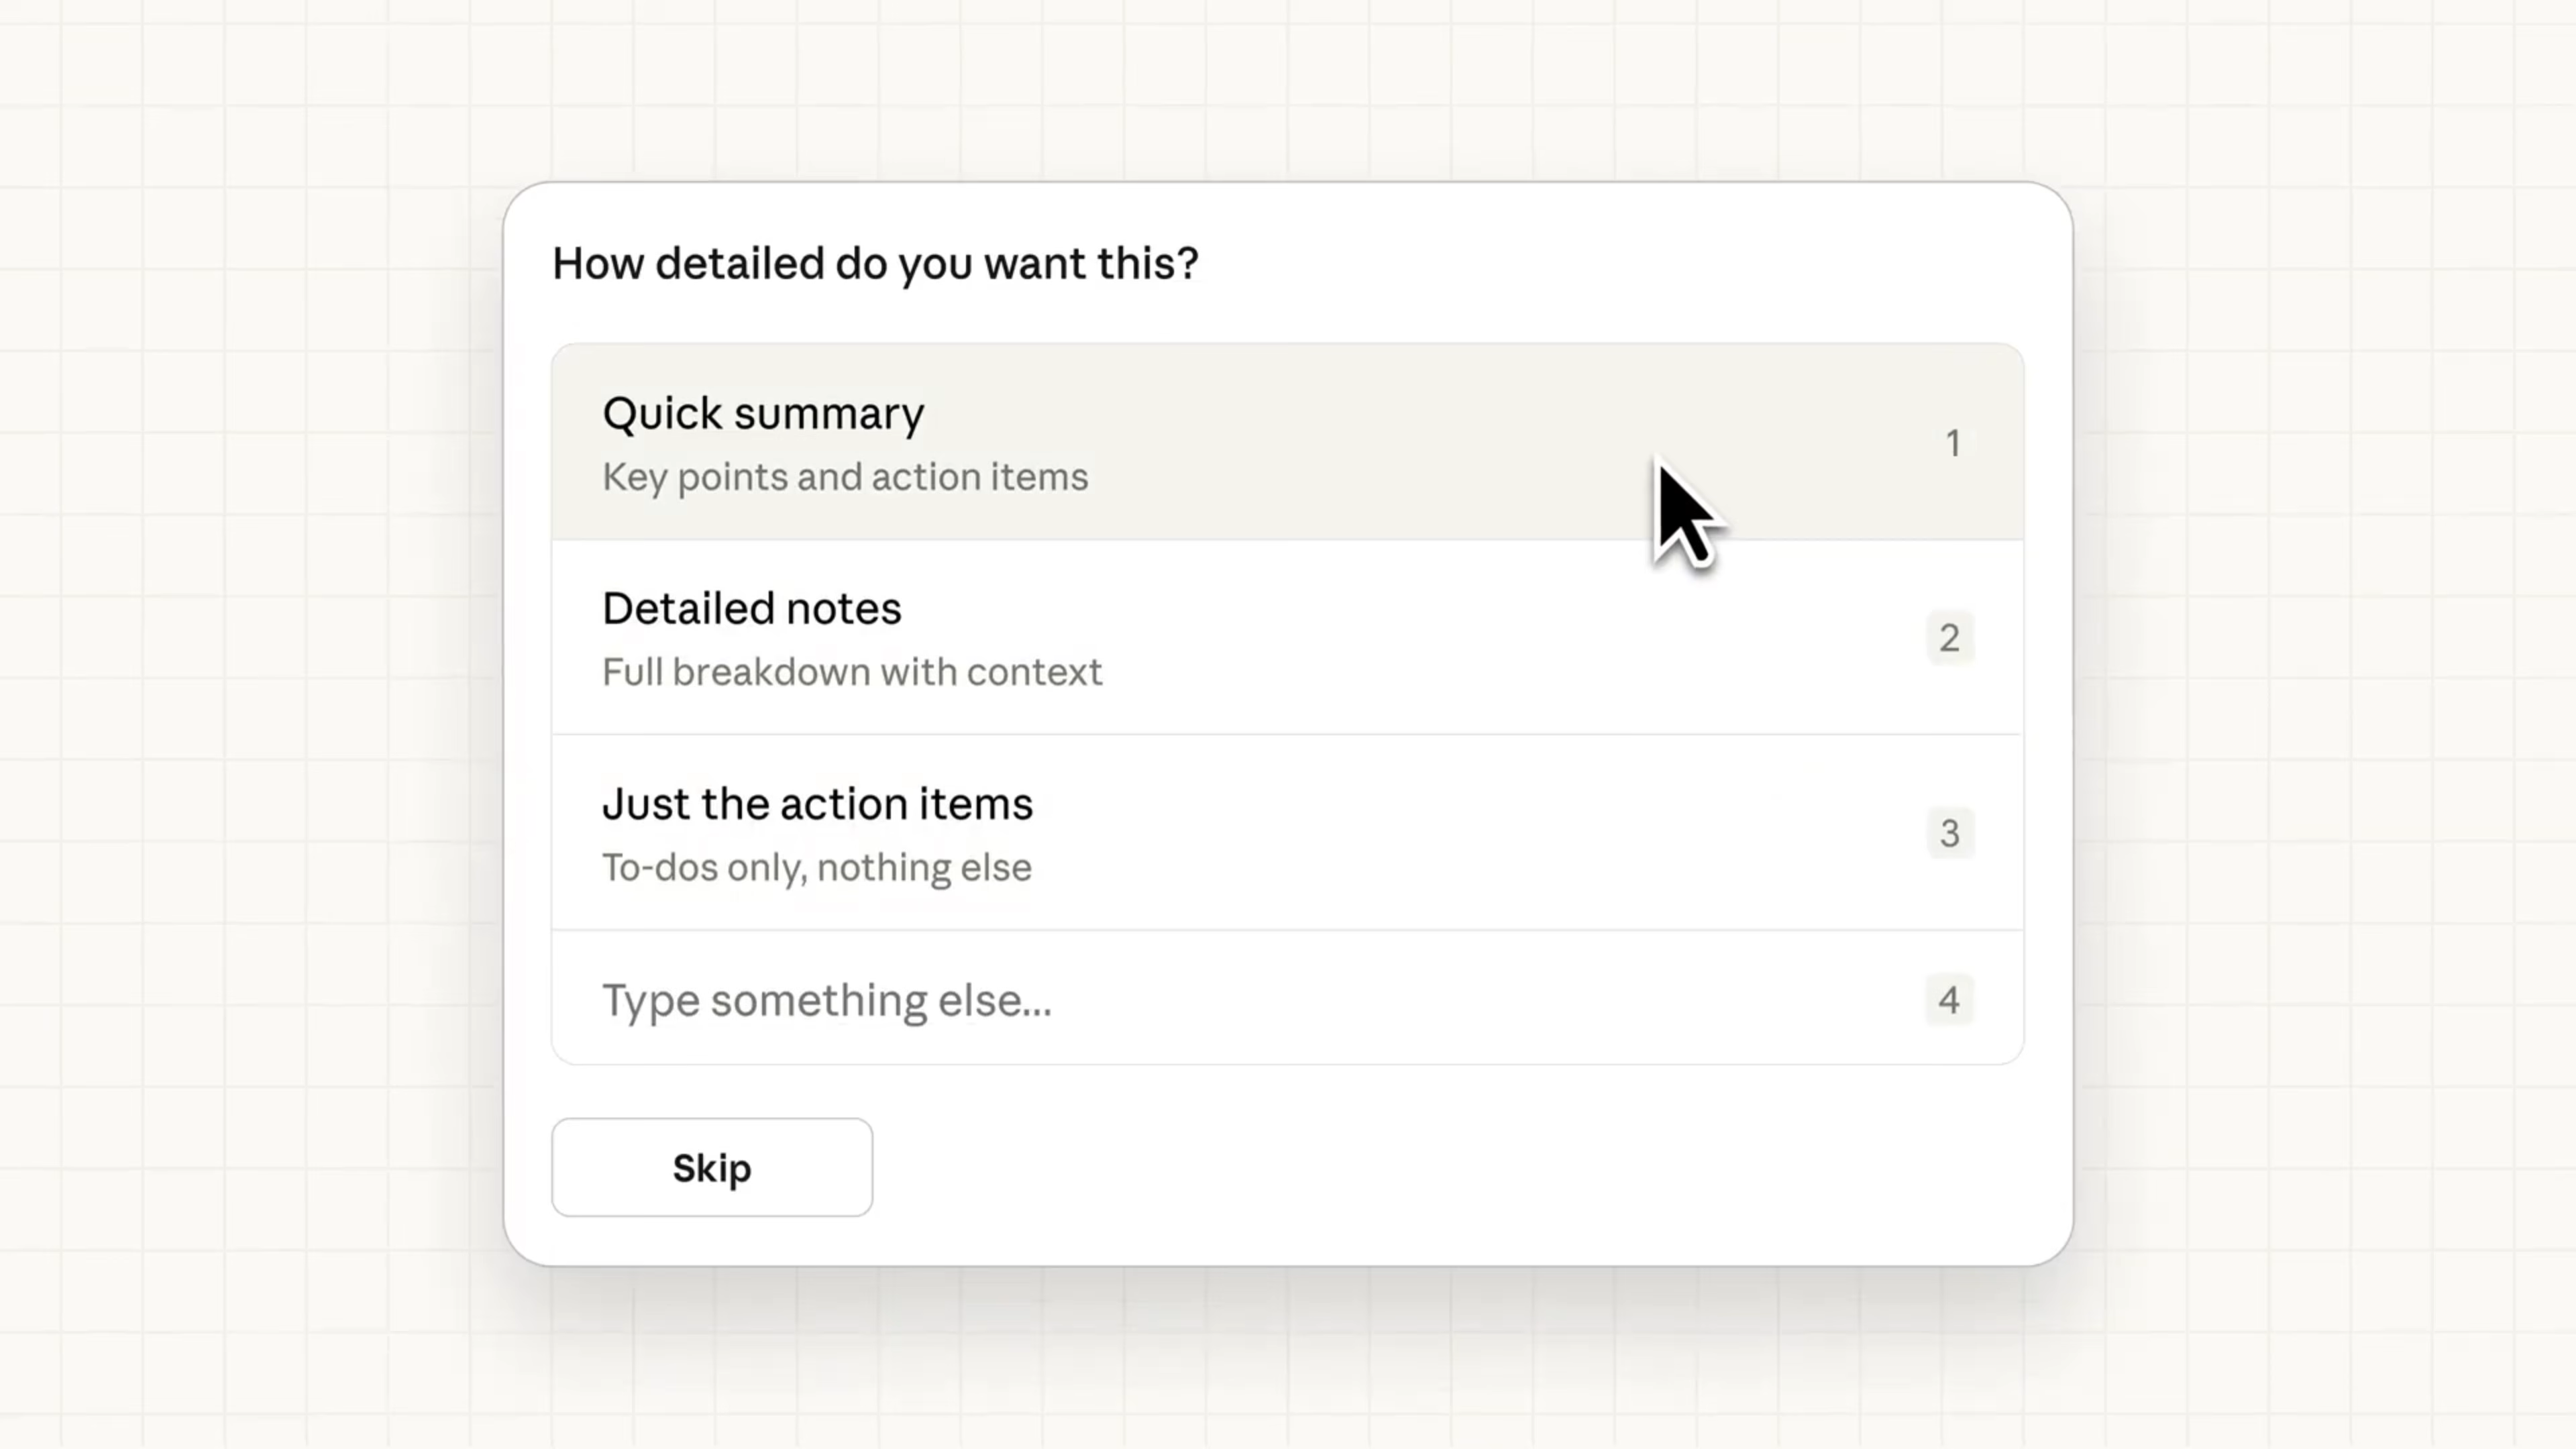 How detailed do you want this?
Quick summary
Key points and action items
1
Detailed notes
Full breakdown with context
2
Just the action items
To-dos only, nothing else
3
Type something else...
4
Skip